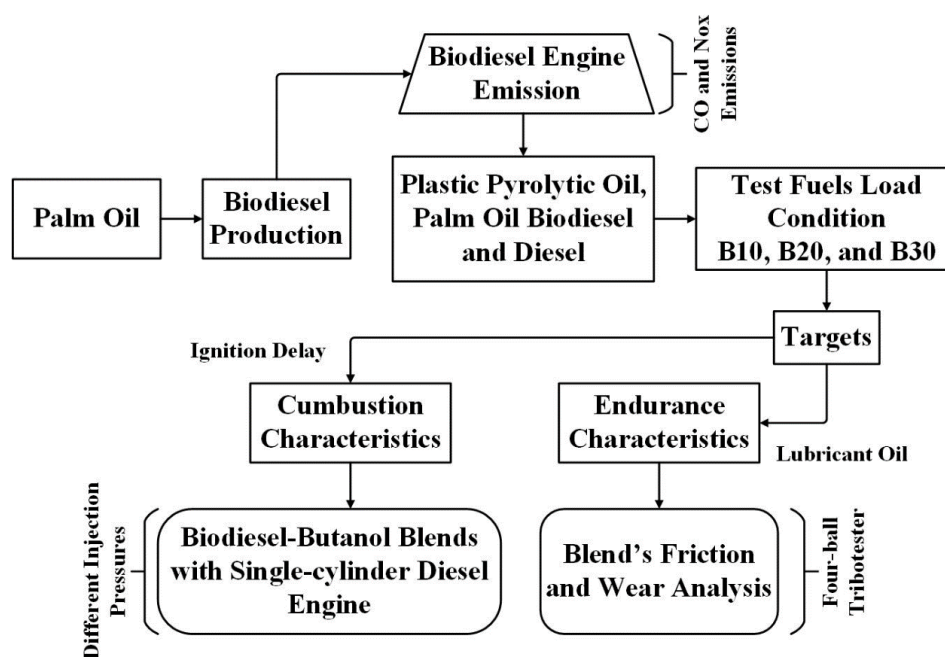 Biodiesel Engine
Emission
CO and Nox
Emissions
Palm Oil
Biodiesel
Production
Plastic Pyrolytic Oil,
Palm Oil Biodiesel
and Diesel
Test Fuels Load
Condition
B10, B20, and B30
Targets
Ignition Delay
Cumbustion
Characteristics
Endurance
Characteristics
Lubricant Oil
Different Injection
Pressures
Biodiesel-Butanol Blends
with Single-cylinder Diesel
Engine
Blend’s Friction
and Wear Analysis
Four-ball
Tribotester